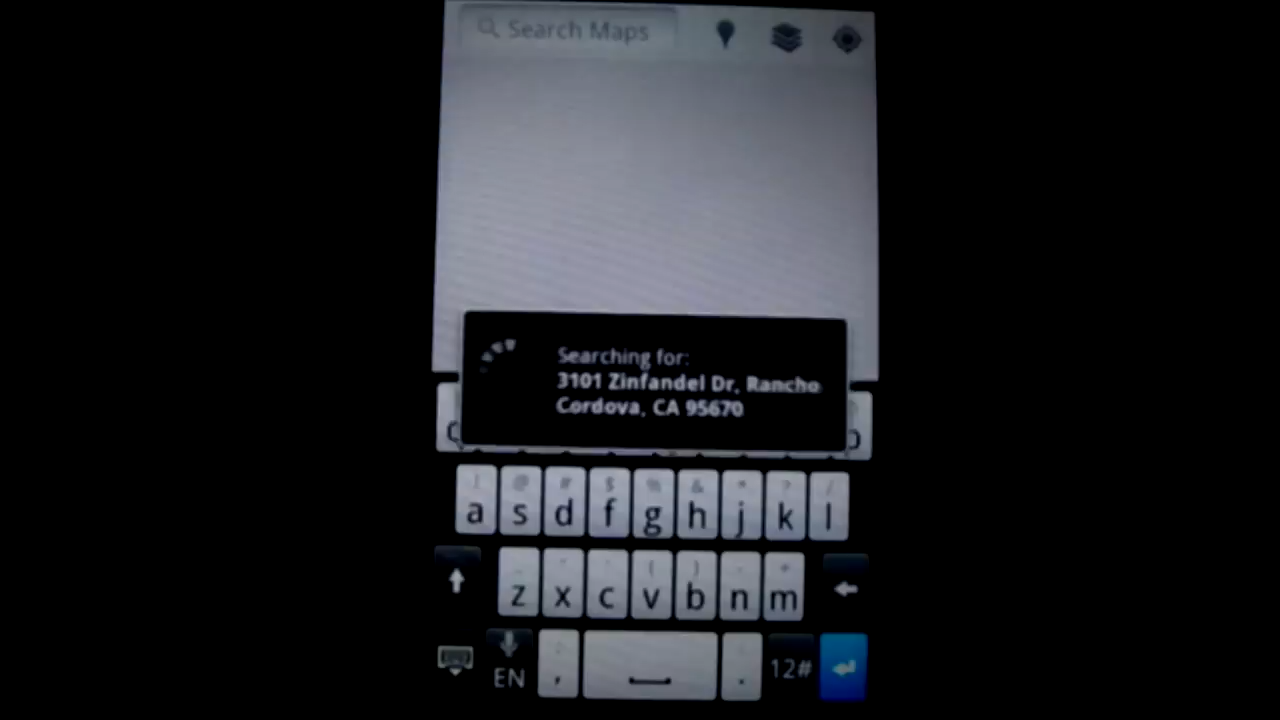 Search Maps
Searching for:
3101 Zinfandel Dr, Rancho
Cordova, CA 95670
a s d f g h j k l
z x c v b n m
EN , . 12#